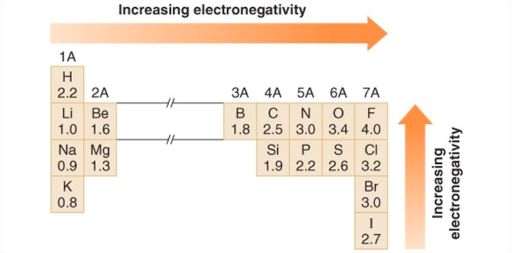 Increasing electronegativity
1A
H
2.2
2A
3A 4A 5A 6A 7A
Li Be B C N O F
1.0 1.6 1.8 2.5 3.0 3.4 4.0
Na Mg Si P S Cl
0.9 1.3 1.9 2.2 2.6 3.2
K Br
0.8 3.0
I
2.7
Increasing
electronegativity